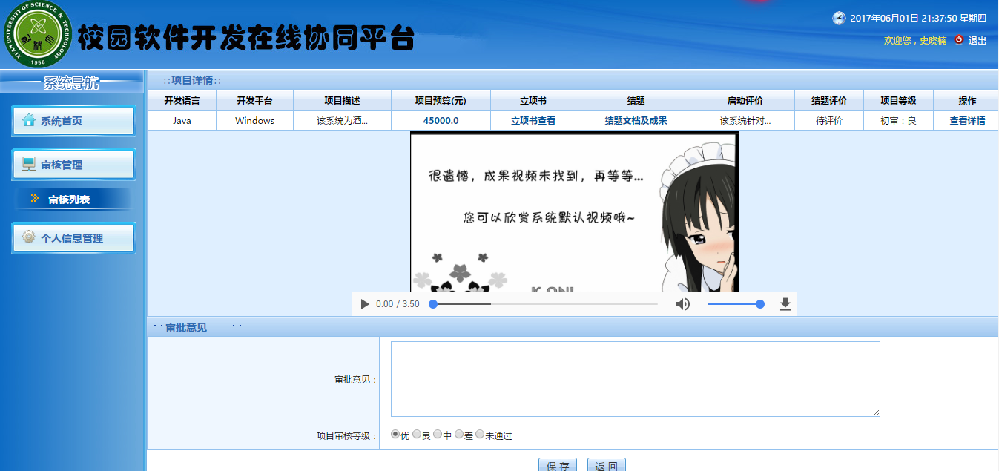 XI'AN UNIVERSITY OF SCIENCE & TECHNOLOGY
1958
校园软件开发在线协同平台
2017年06月01日 21:37:50 星期四
欢迎您，史晓楠 退出
系统导航
系统首页
审核管理
审核列表
个人信息管理
::项目详情::
开发语言 开发平台 项目描述 项目预算(元) 立项书 结题 启动评价 结题评价 项目等级 操作
Java Windows 该系统为酒... 45000.0 立项书查看 结题文档及成果 该系统针对... 待评价 初审：良 查看详情
很遗憾，成果视频未找到，再等等...
您可以欣赏系统默认视频哦~
K-ON!
0:00 / 3:50
::审批意见 ::
审批意见：
项目审核等级： 优 良 中 差 未通过
保 存 返 回